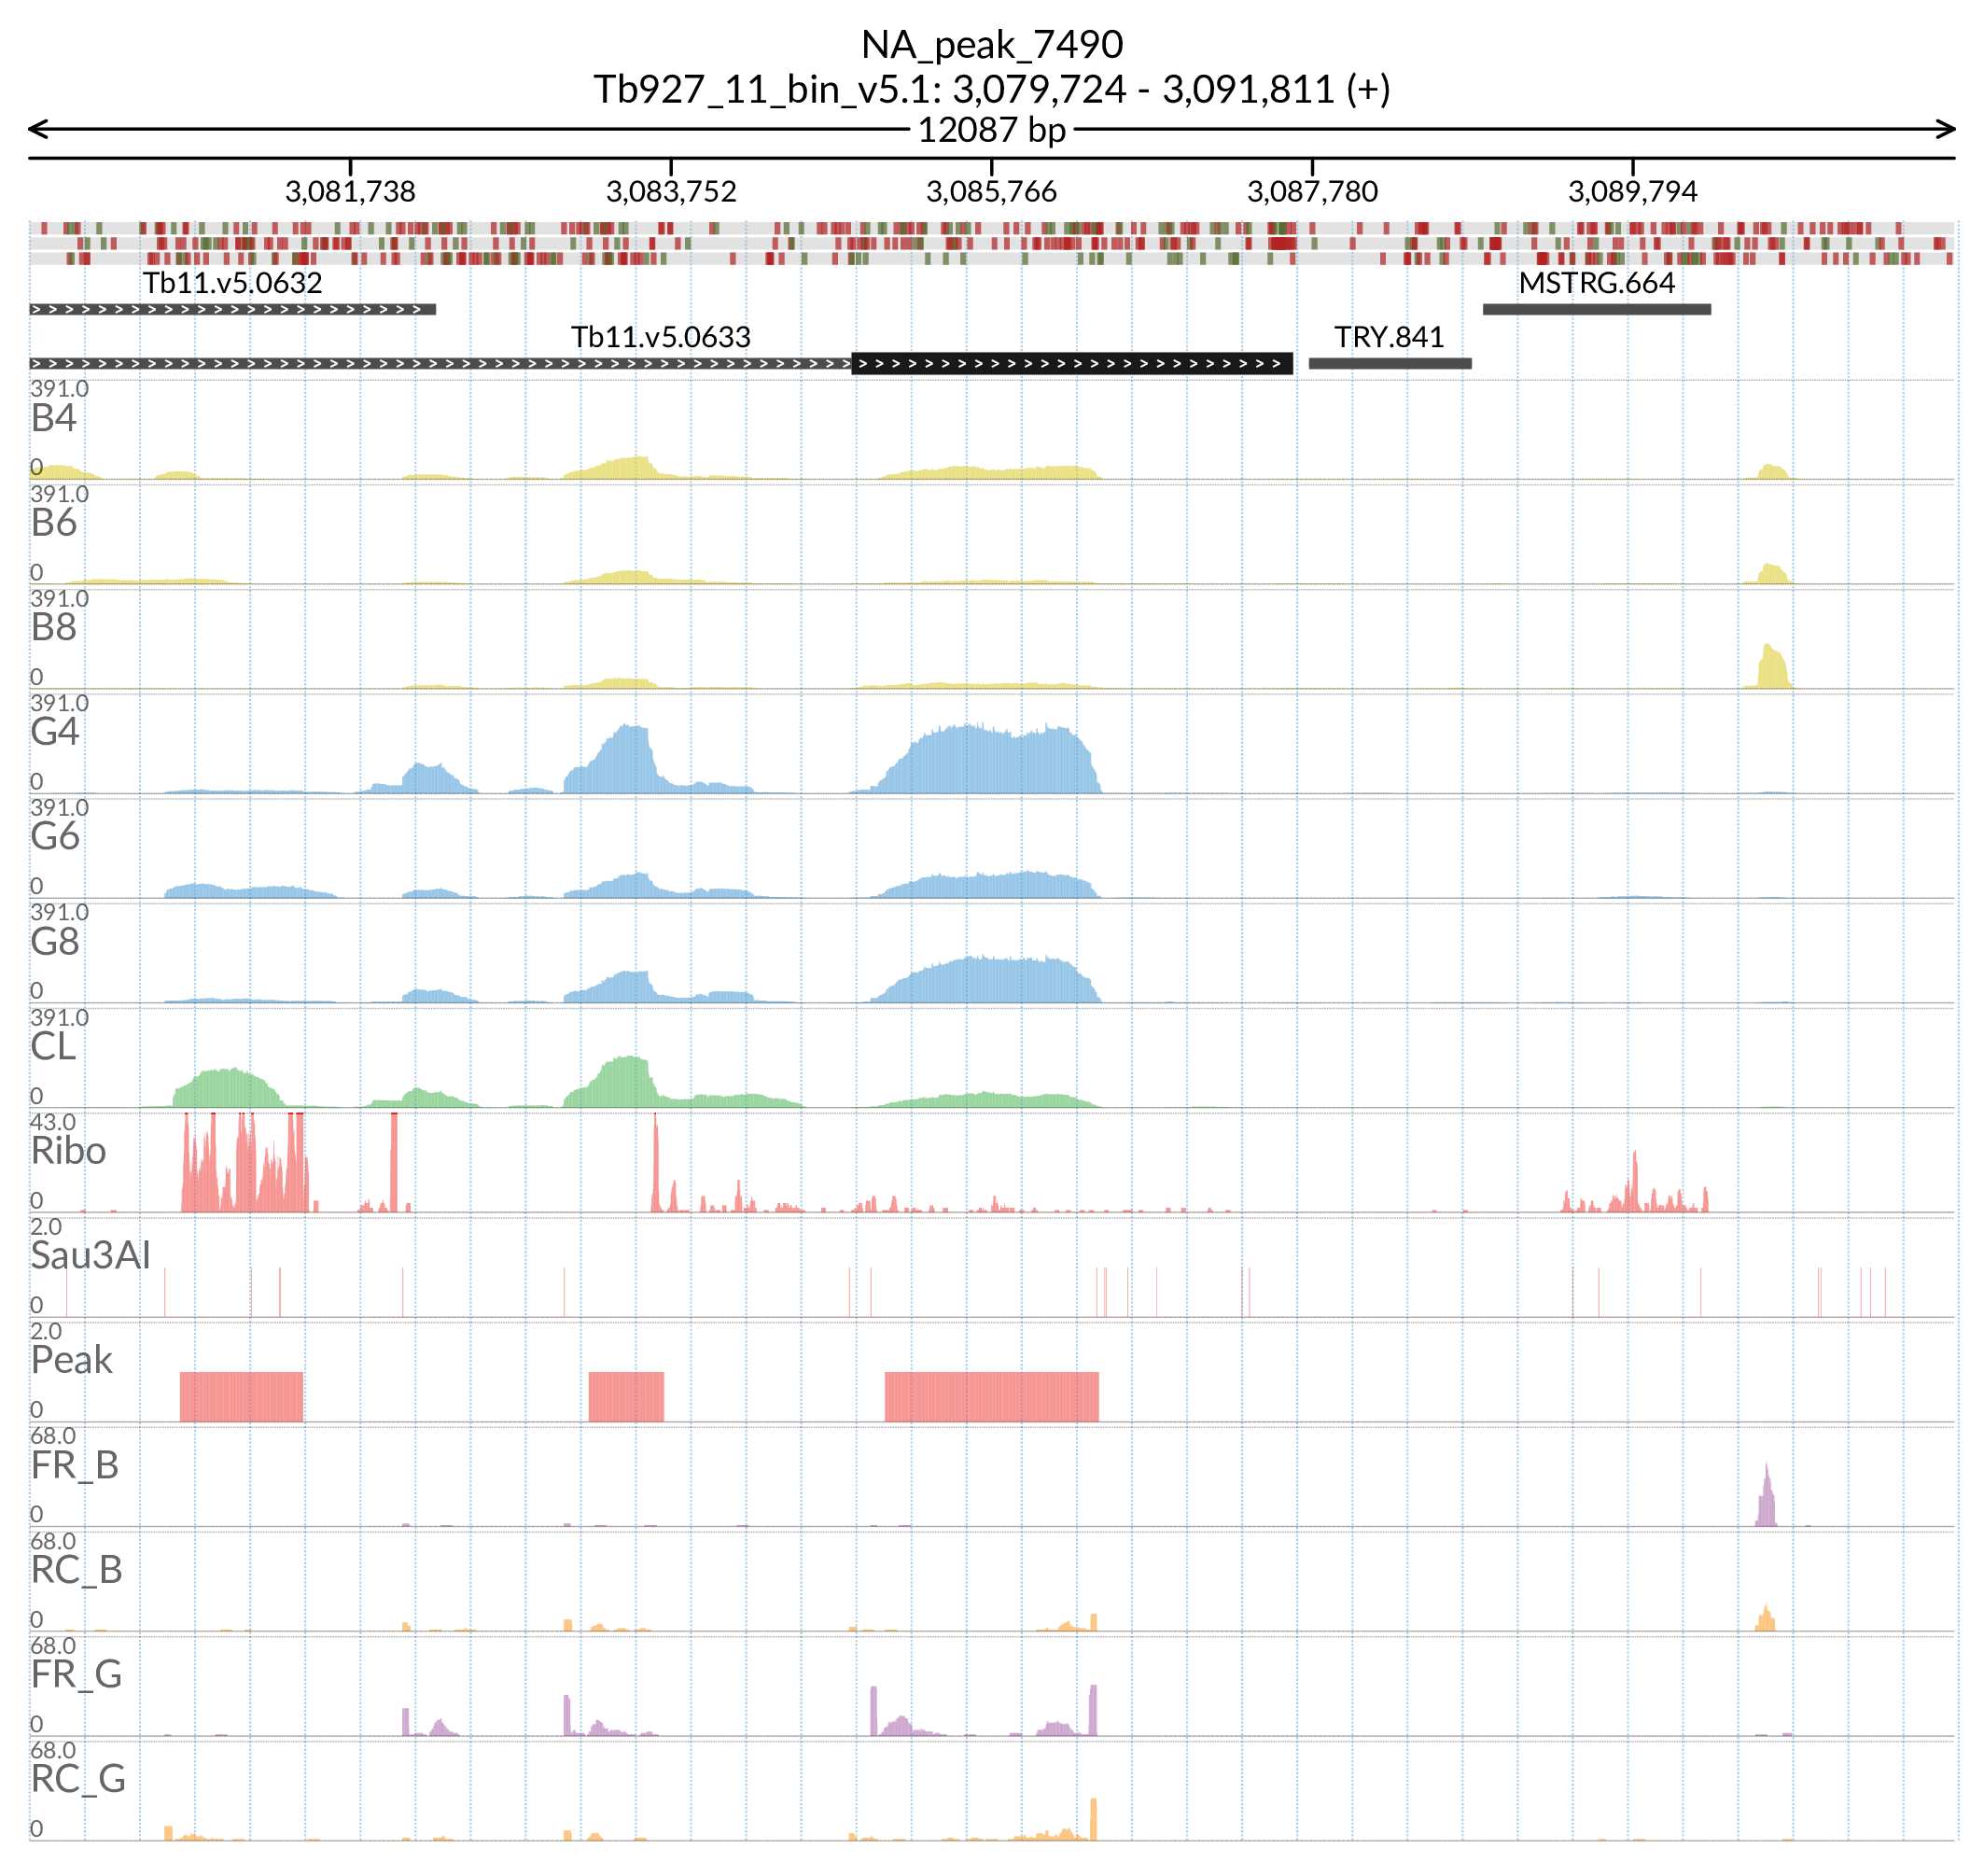 NA_peak_7490
Tb927_11_bin_v5.1: 3,079,724 - 3,091,811 (+)
12087 bp
3,081,738 3,083,752 3,085,766 3,087,780 3,089,794
Tb11.v5.0632 MSTRG.664
Tb11.v5.0633 TRY.841
391.0
B4
0
391.0
B6
0
391.0
B8
0
391.0
G4
0
391.0
G6
0
391.0
G8
0
391.0
CL
0
43.0
Ribo
0
2.0
Sau3AI
0
2.0
Peak
0
68.0
FR_B
0
68.0
RC_B
0
68.0
FR_G
0
68.0
RC_G
0